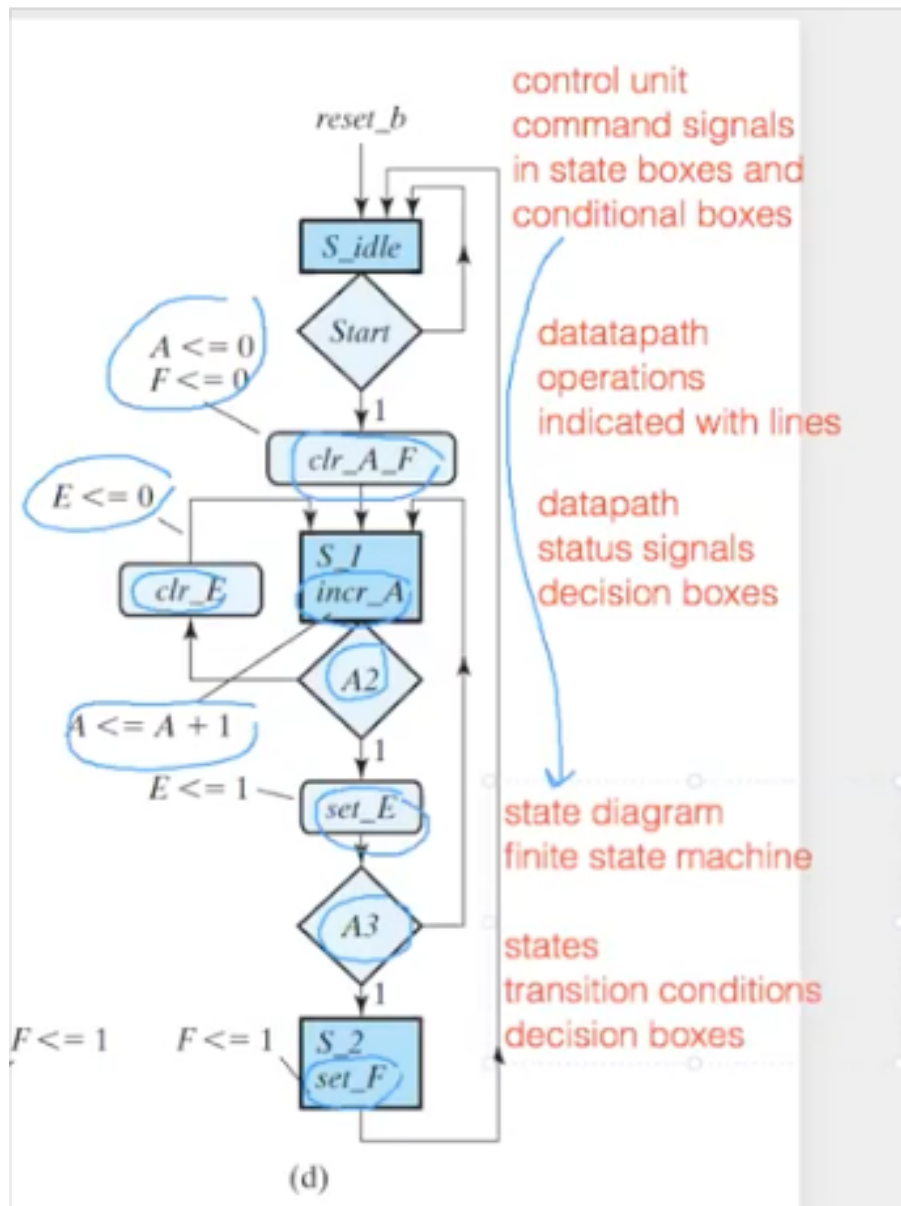 control unit
command signals
in state boxes and
conditional boxes
reset_b
S_idle
Start
datatapath
operations
indicated with lines
A <= 0
F <= 0
1
clr_A_F
E <= 0
datapath
status signals
decision boxes
S_1
incr_A
clr_E
A2
A <= A + 1
1
E <= 1
set_E
state diagram
finite state machine
A3
states
transition conditions
decision boxes
1
F <= 1
F <= 1
S_2
set_F
(d)